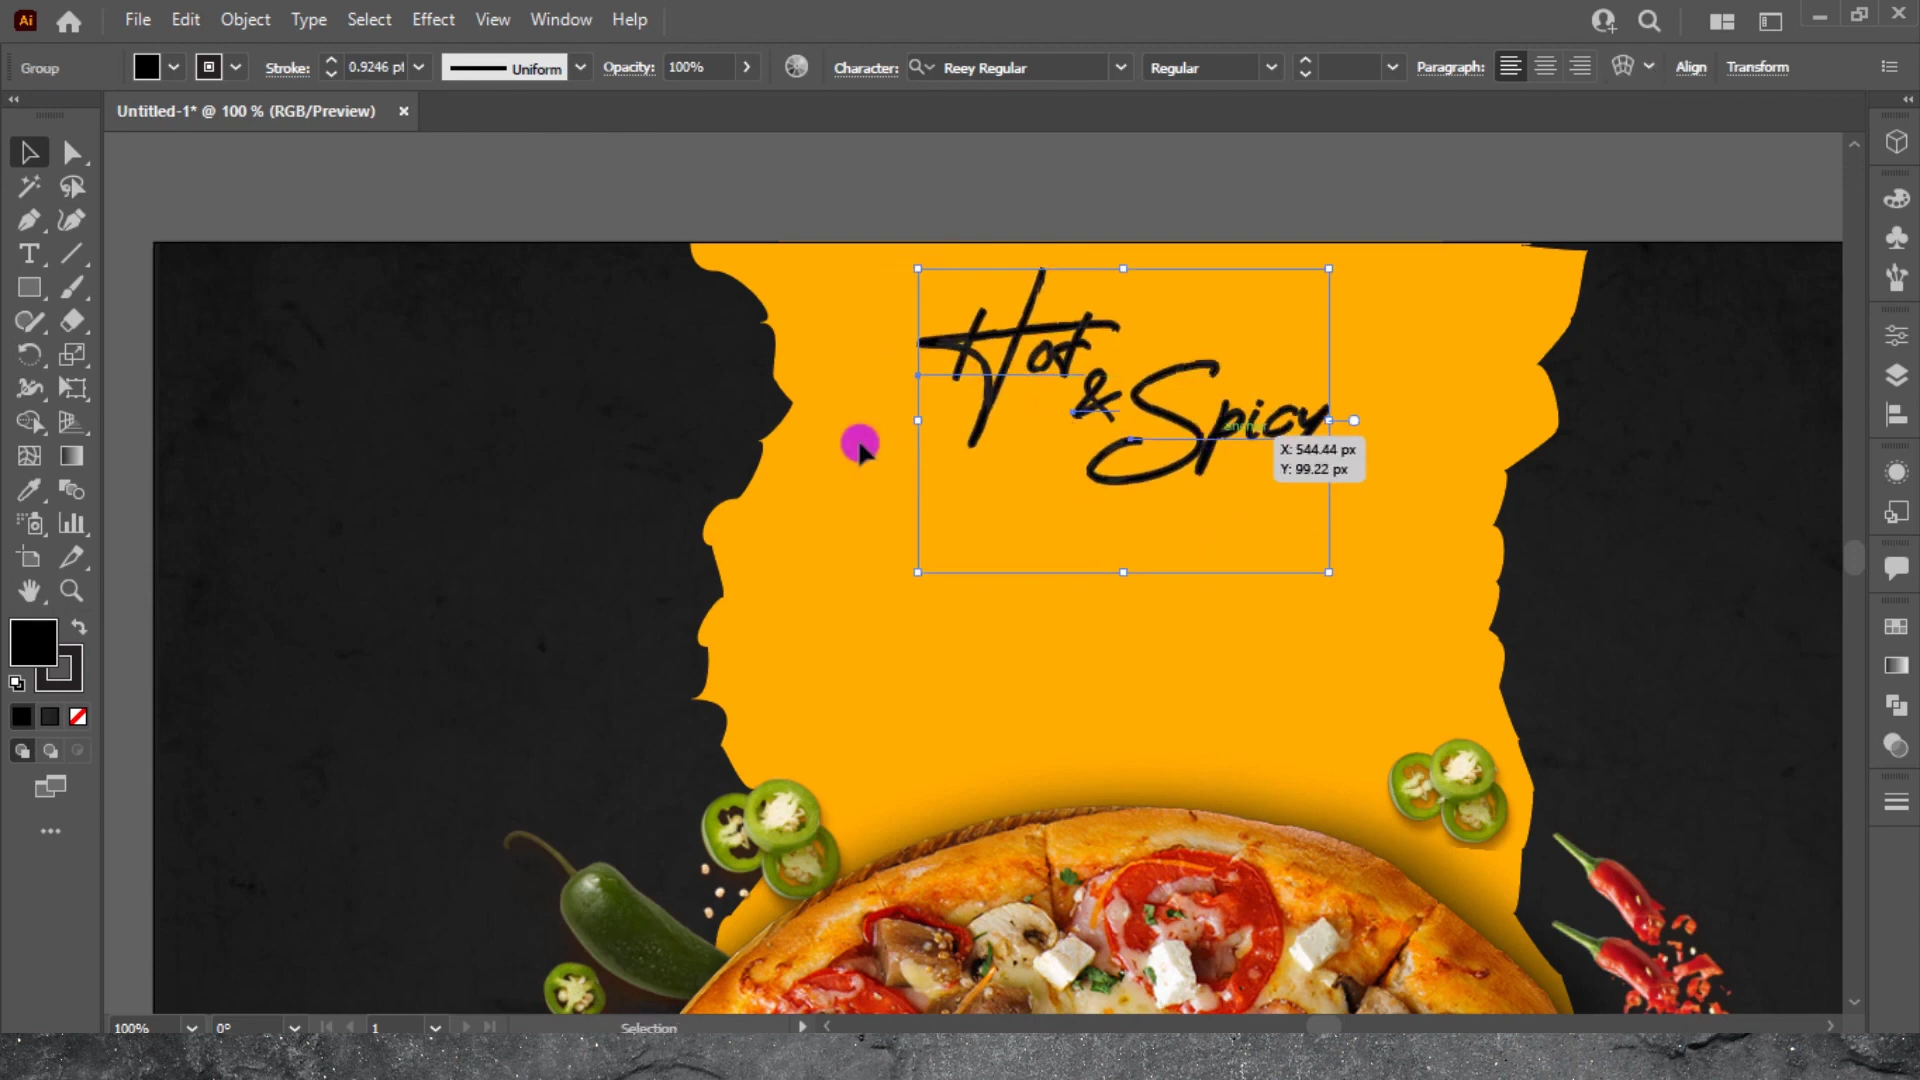 Ai File Edit Object Type Select Effect View Window Help
Group Stroke: 0.9246 pt Uniform Opacity: 100% Character: Reey Regular Regular Paragraph: Align Transform
Untitled-1* @ 100 % (RGB/Preview)
Hot
&
Spicy
X: 544.44 px
Y: 99.22 px
100% 0° 1 Selection